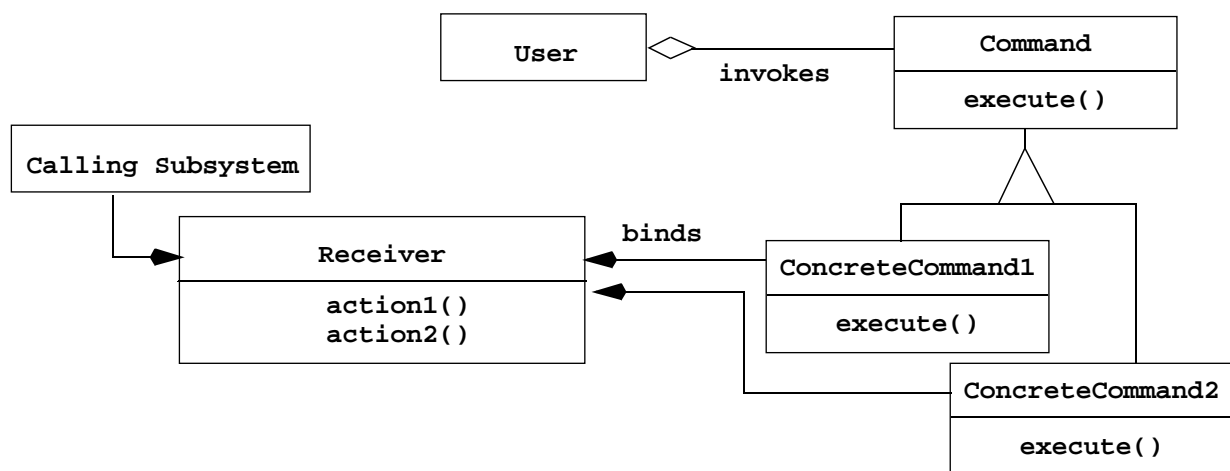 User
invokes
Command
execute()
Calling Subsystem
Receiver
action1()
action2()
binds
ConcreteCommand1
execute()
ConcreteCommand2
execute()